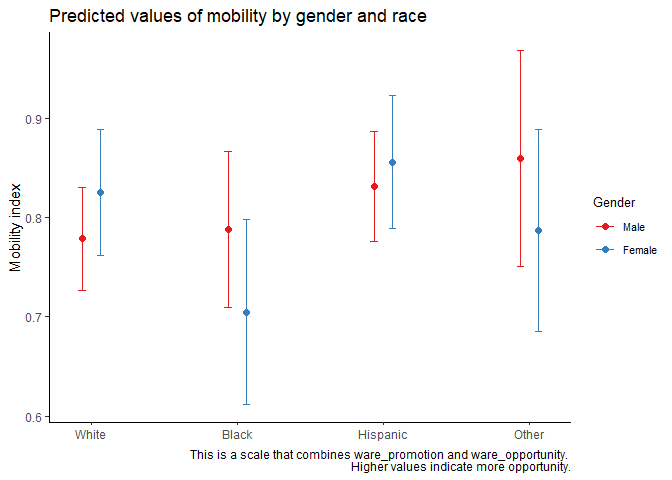 Predicted values of mobility by gender and race
Mobility index
0.9
0.8
0.7
0.6
White
Black
Hispanic
Other
Gender
Male
Female
This is a scale that combines ware_promotion and ware_opportunity.
Higher values indicate more opportunity.